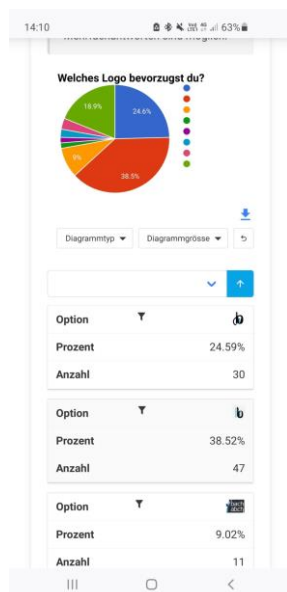 14:10 63%
Mehrfachantworten sind möglich.
Welches Logo bevorzugst du?
18.9%
24.6%
9%
38.5%
Diagrammtyp Diagrammgrösse
Option b
Prozent 24.59%
Anzahl 30
Option b
Prozent 38.52%
Anzahl 47
Option
Prozent 9.02%
Anzahl 11